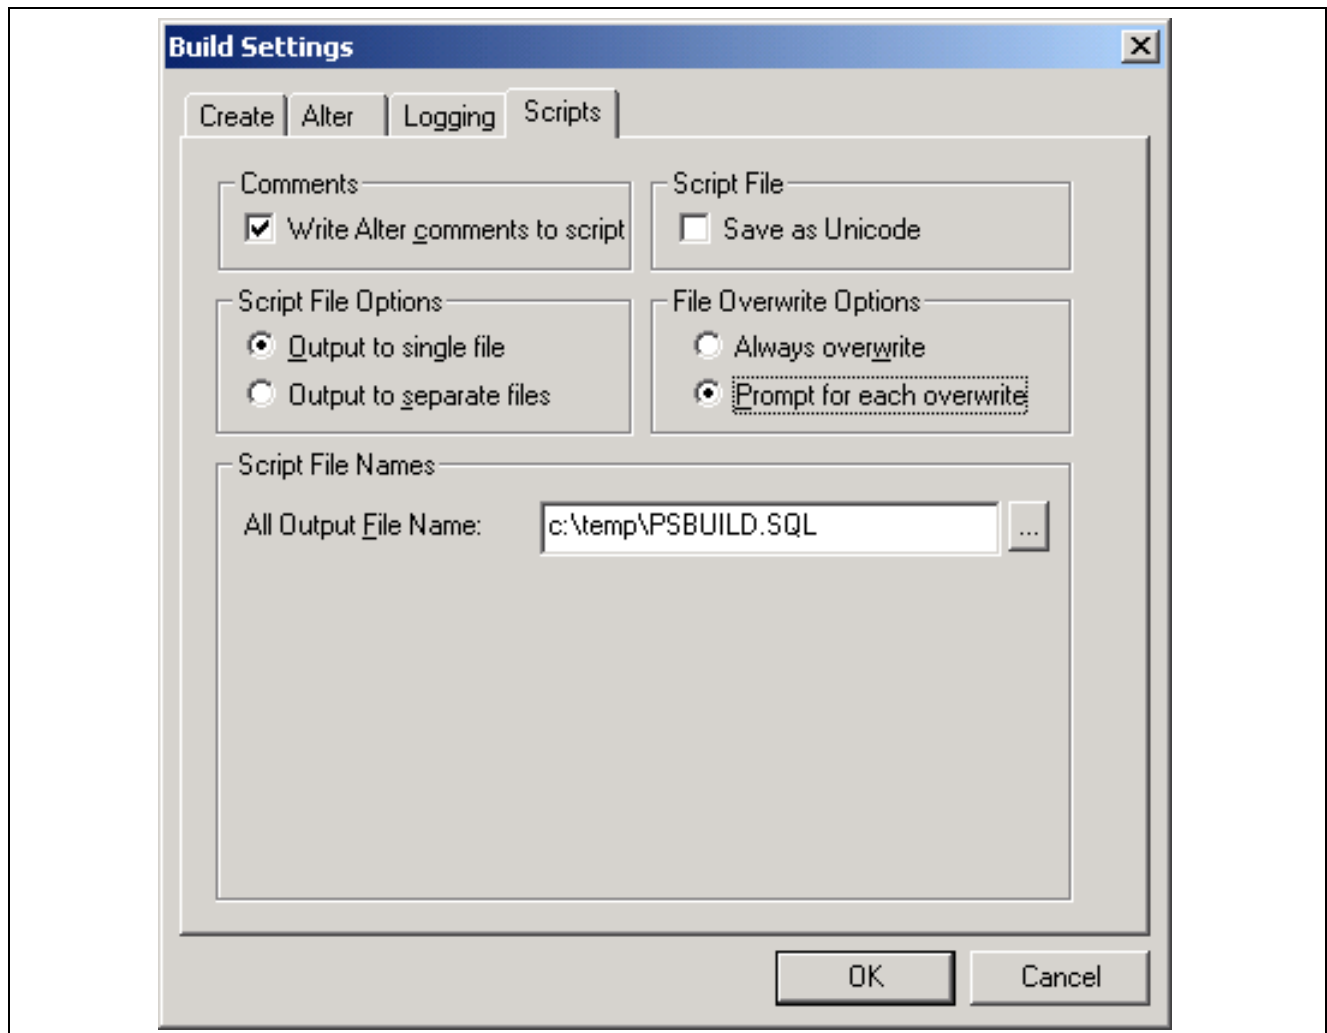 Build Settings
Create Alter Logging Scripts
Comments
Write Alter comments to script
Script File
Save as Unicode
Script File Options
Output to single file
Output to separate files
File Overwrite Options
Always overwrite
Prompt for each overwrite
Script File Names
All Output File Name: c:\temp\PSBUILD.SQL ...
OK Cancel